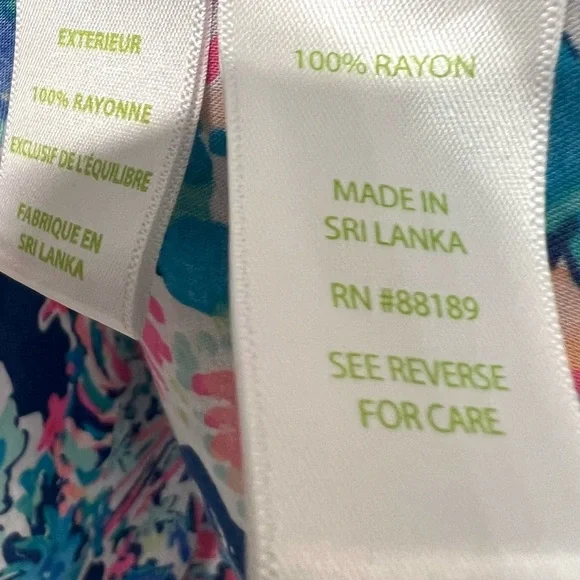 EXTERIEUR
100% RAYONNE
EXCLUSIF DE L'ÉQUILIBRE
FABRIQUE EN
SRI LANKA
100% RAYON
MADE IN
SRI LANKA
RN #88189
SEE REVERSE
FOR CARE